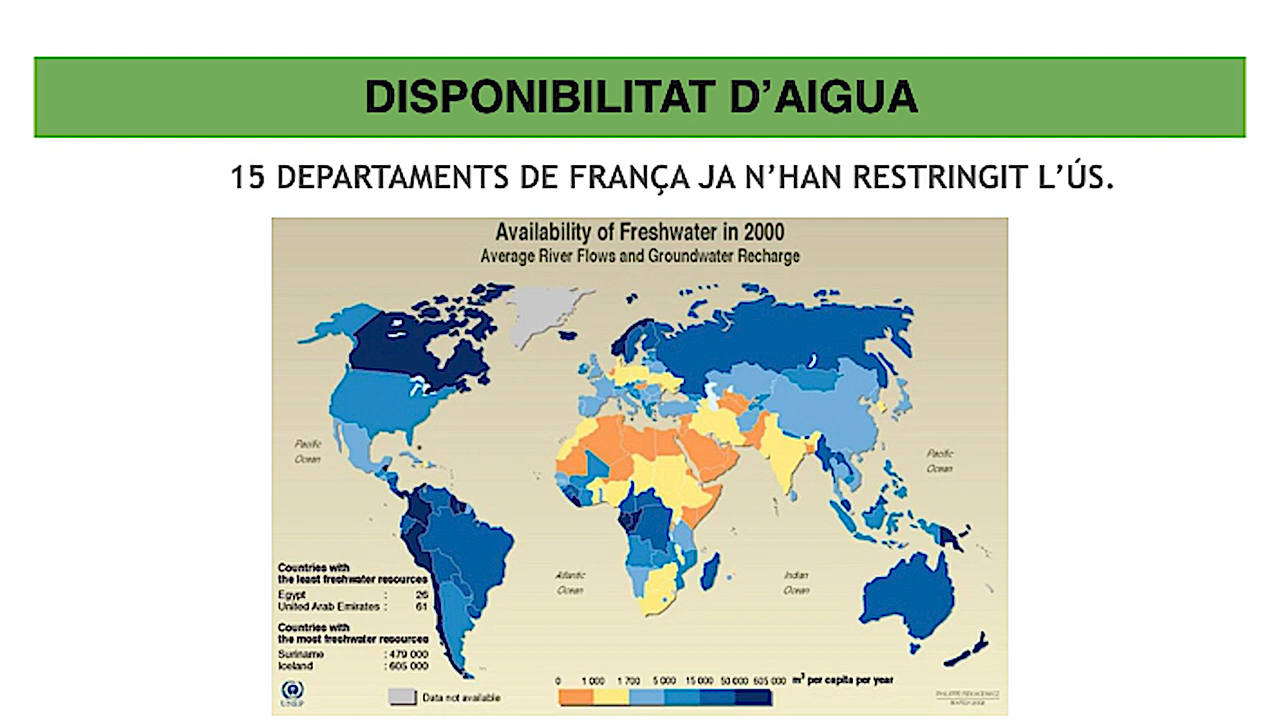 DISPONIBILITAT D’AIGUA
15 DEPARTAMENTS DE FRANÇA JA N’HAN RESTRINGIT L’ÚS.
Availability of Freshwater in 2000
Average River Flows and Groundwater Recharge
Pacific
Ocean
Pacific
Ocean
Atlantic
Ocean
Indian
Ocean
Countries with
the least freshwater resources
Egypt : 26
United Arab Emirates : 61
Countries with
the most freshwater resources
Suriname : 479 000
Iceland : 605 000
0 1 000 1 700 5 000 15 000 50 000 605 000 m³ per capita per year
Data not available
UNEP